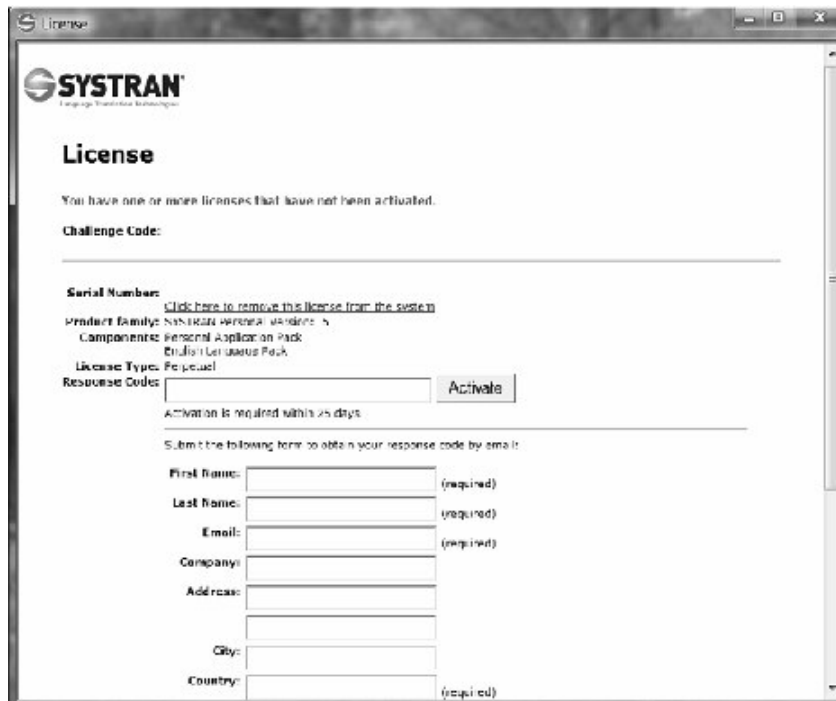 License
SYSTRAN®
Language Translation Technologies
License
You have one or more licenses that have not been activated.
Challenge Code:
Serial Number:
Click here to remove this license from the system
Product family: SYSTRAN Personal Version: 5
Components: Personal Application Pack
English Language Pack
License Type: Perpetual
Response Code: Activate
Activation is required within 25 days
Submit the following form to obtain your response code by email:
First Name: (required)
Last Name: (required)
Email: (required)
Company:
Address:
City:
Country: (required)